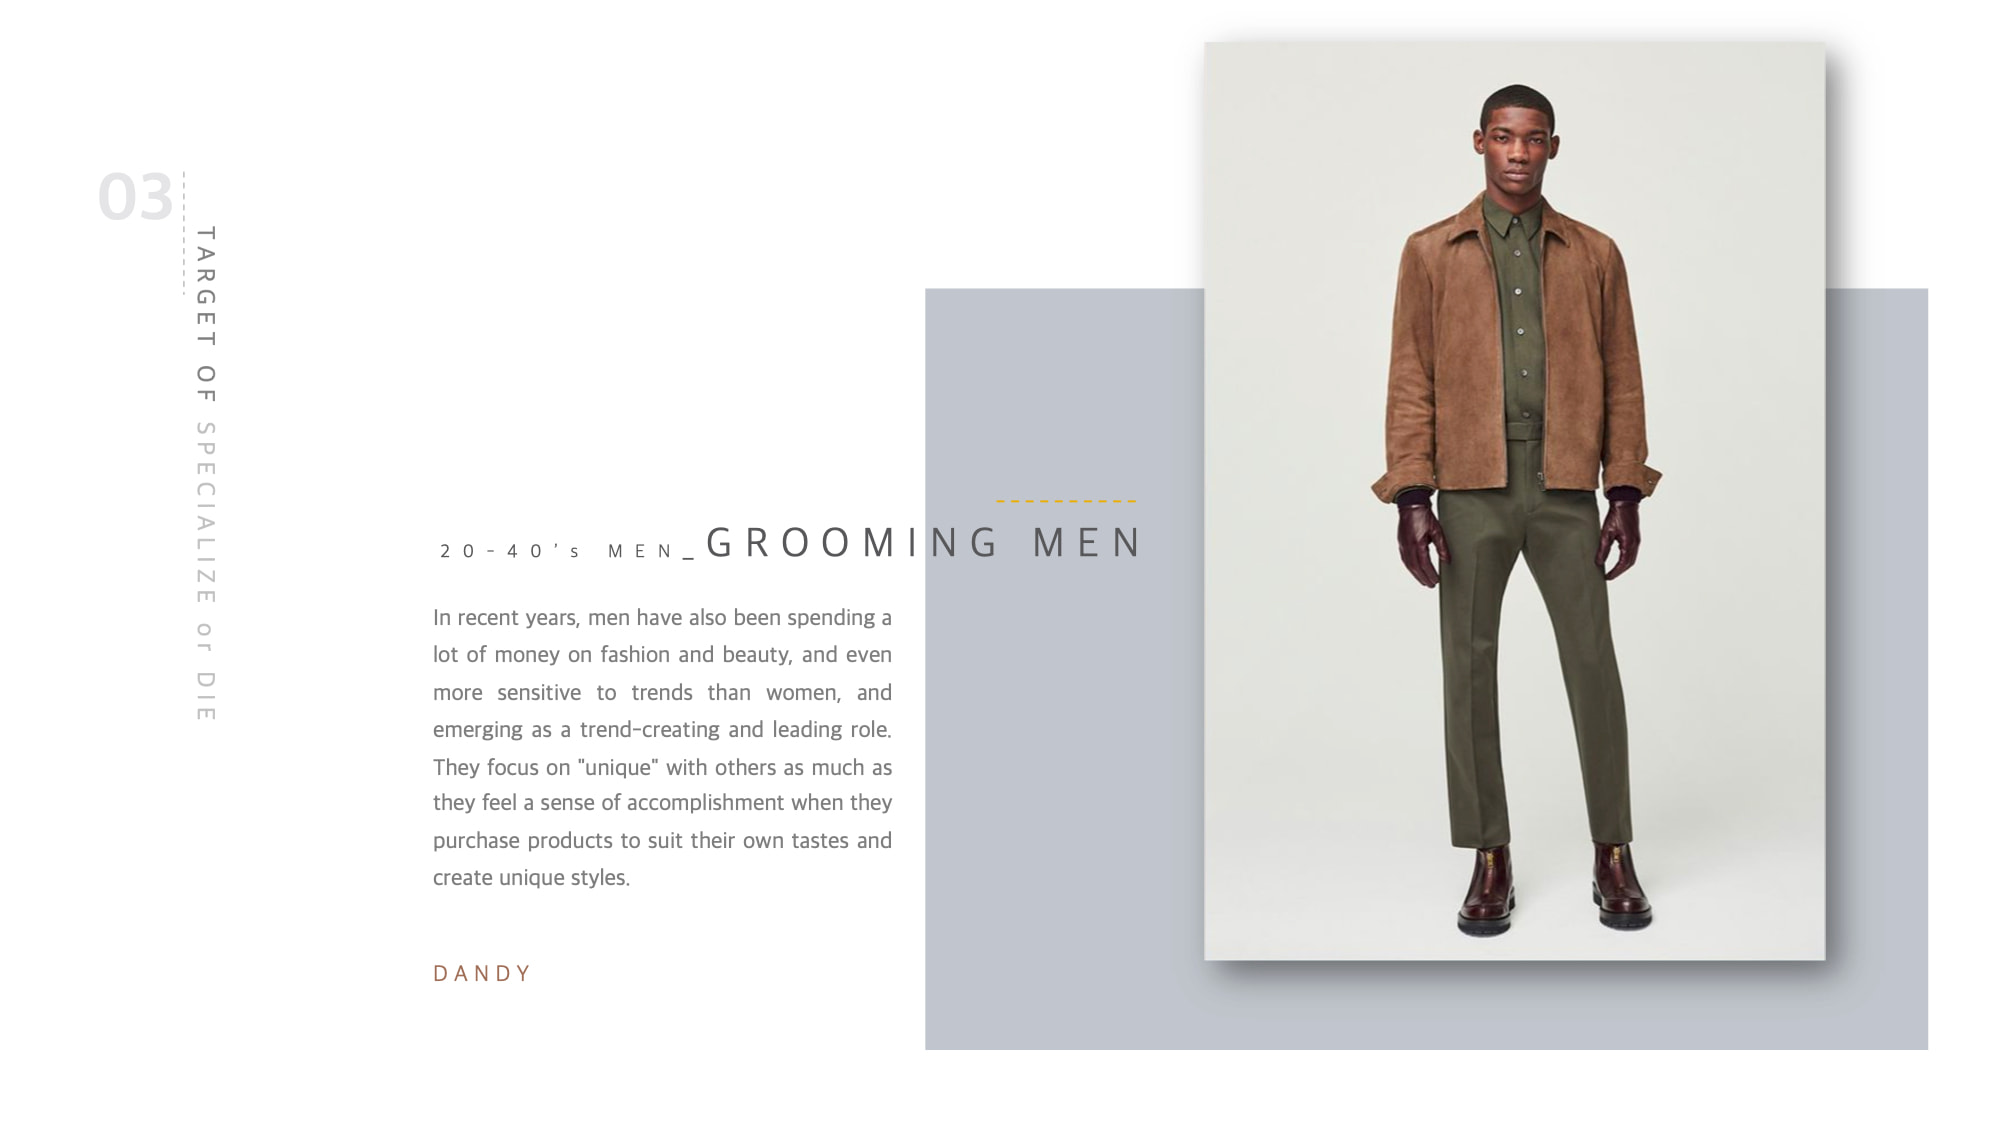 03
TARGET OF SPECIALIZE or DIE
20-40's MEN_GROOMING MEN
In recent years, men have also been spending a
lot of money on fashion and beauty, and even
more sensitive to trends than women, and
emerging as a trend-creating and leading role.
They focus on "unique" with others as much as
they feel a sense of accomplishment when they
purchase products to suit their own tastes and
create unique styles.
DANDY